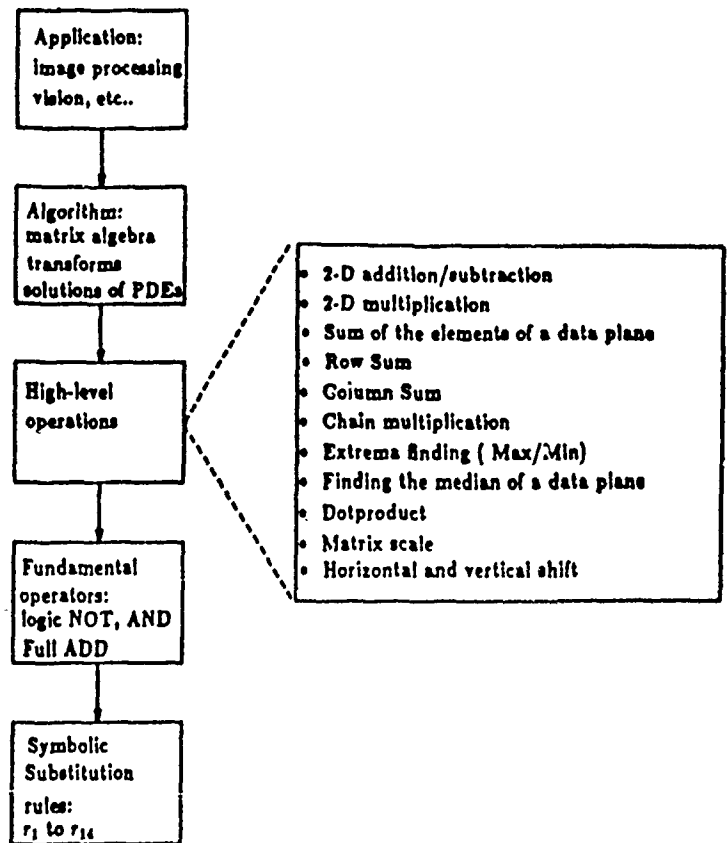 Application:
image processing
vision, etc..
Algorithm:
matrix algebra
transforms
solutions of PDEs
High-level
operations
Fundamental
operators:
logic NOT, AND
Full ADD
Symbolic
Substitution
rules:
r₁ to r₁₄
• 2-D addition/subtraction
• 2-D multiplication
• Sum of the elements of a data plane
• Row Sum
• Column Sum
• Chain multiplication
• Extrema finding ( Max/Min)
• Finding the median of a data plane
• Dotproduct
• Matrix scale
• Horizontal and vertical shift